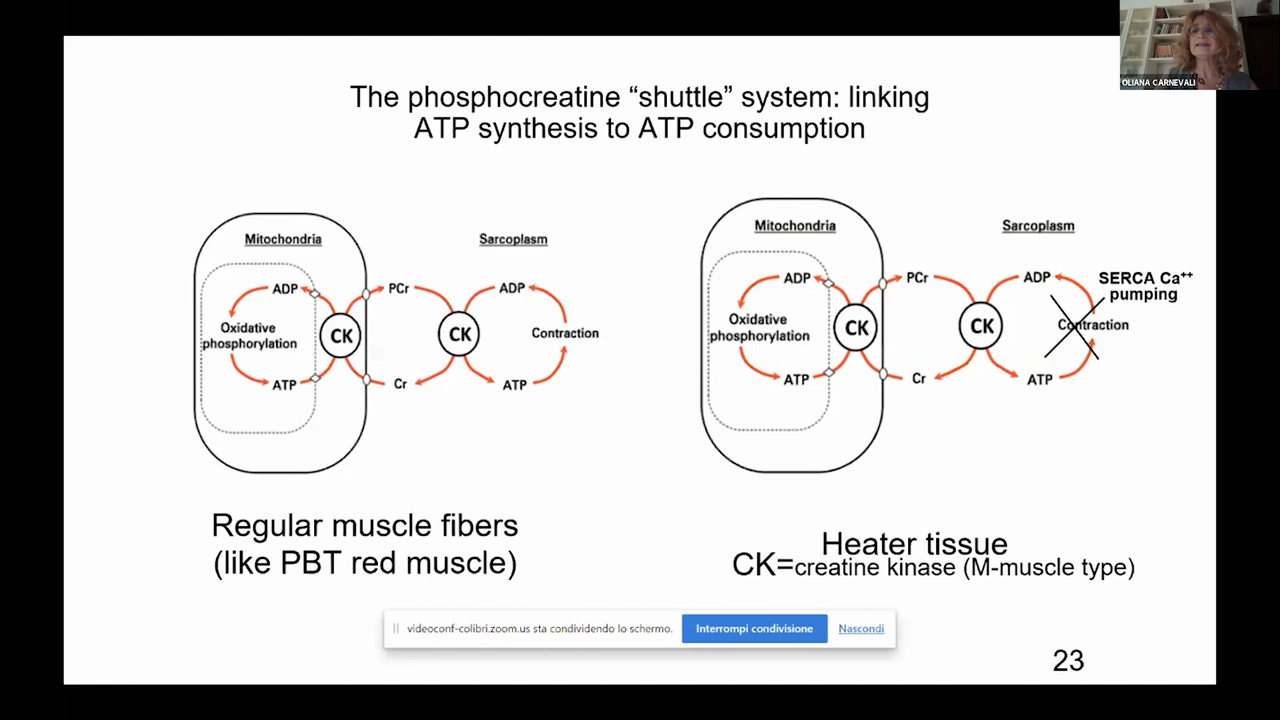 OLIANA CARNEVALI
The phosphocreatine “shuttle” system: linking
ATP synthesis to ATP consumption
Mitochondria
Sarcoplasm
ADP
PCr
ADP
Oxidative
phosphorylation
CK
CK
Contraction
ATP
Cr
ATP
Regular muscle fibers
(like PBT red muscle)
Mitochondria
Sarcoplasm
ADP
PCr
ADP
SERCA Ca⁺⁺
pumping
Oxidative
phosphorylation
CK
CK
Contraction
ATP
Cr
ATP
Heater tissue
CK=creatine kinase (M-muscle type)
videoconf-colibri.zoom.us sta condividendo lo schermo.
Interrompi condivisione
Nascondi
23